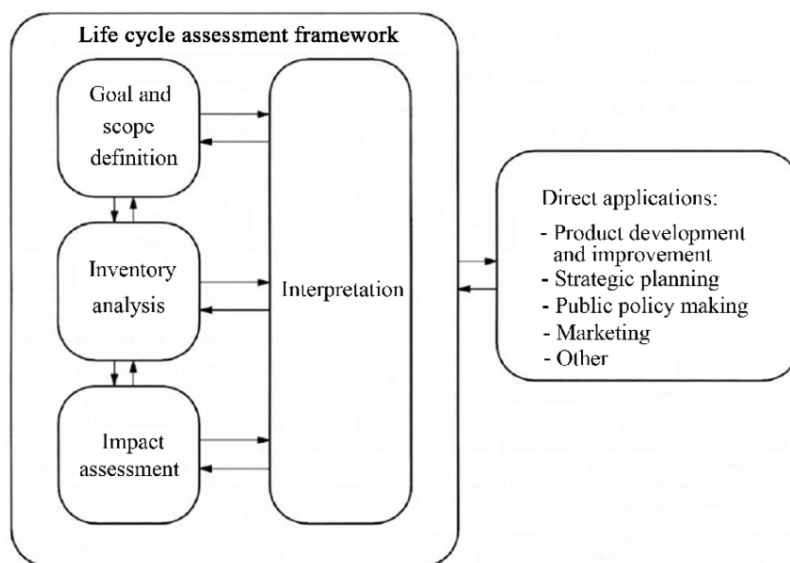 Life cycle assessment framework
Goal and
scope
definition
Inventory
analysis
Impact
assessment
Interpretation
Direct applications:
- Product development
and improvement
- Strategic planning
- Public policy making
- Marketing
- Other